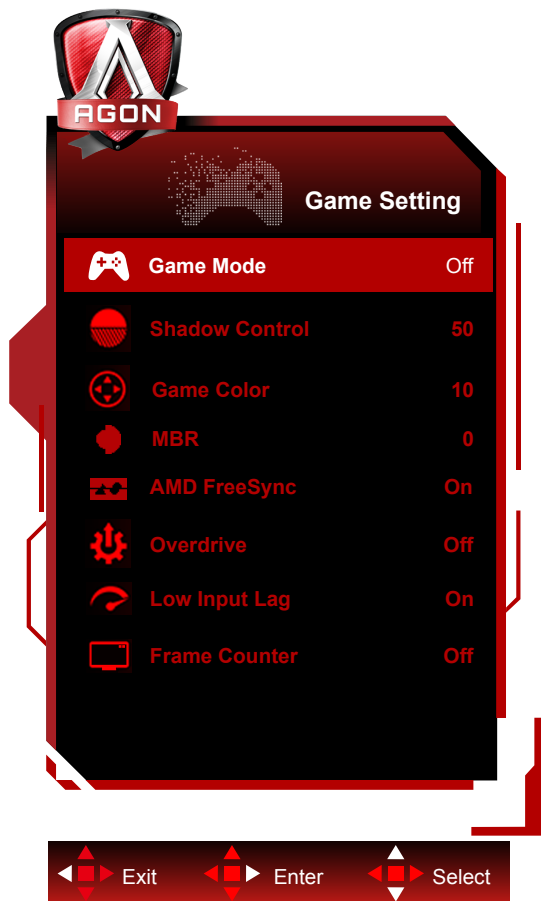 AGON
Game Setting
Game Mode Off
Shadow Control 50
Game Color 10
MBR 0
AMD FreeSync On
Overdrive Off
Low Input Lag On
Frame Counter Off
Exit Enter Select